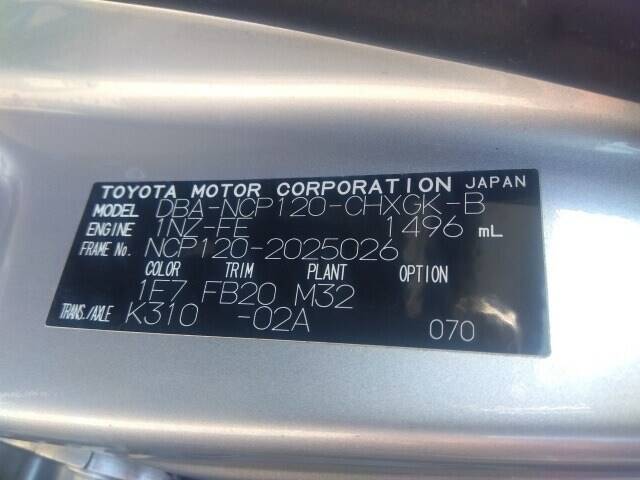 TOYOTA MOTOR CORPORATION JAPAN
MODEL DBA-NCP120-CHXGK-B
ENGINE 1NZ-FE 1496 mL
FRAME No. NCP120-2025026
COLOR TRIM PLANT OPTION
1F7 FB20 M32
TRANS./AXLE K310 -02A 070